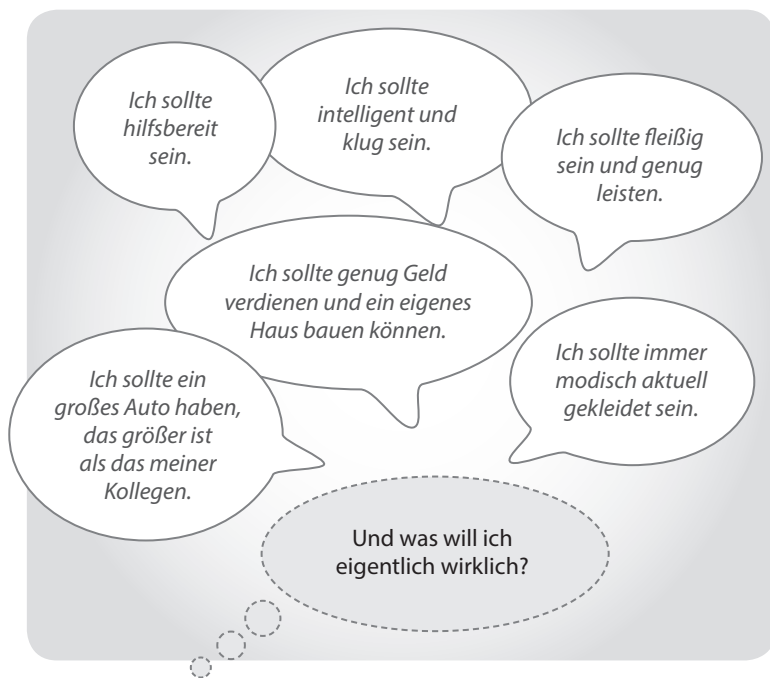 Ich sollte
hilfsbereit
sein.
Ich sollte
intelligent und
klug sein.
Ich sollte fleißig
sein und genug
leisten.
Ich sollte genug Geld
verdienen und ein eigenes
Haus bauen können.
Ich sollte ein
großes Auto haben,
das größer ist
als das meiner
Kollegen.
Ich sollte immer
modisch aktuell
gekleidet sein.
Und was will ich
eigentlich wirklich?